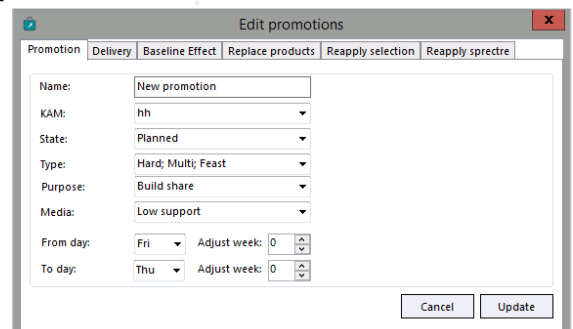 Edit promotions
x
Promotion Delivery Baseline Effect Replace products Reapply selection Reapply sprectre
Name: New promotion
KAM: hh
State: Planned
Type: Hard; Multi; Feast
Purpose: Build share
Media: Low support
From day: Fri Adjust week: 0
To day: Thu Adjust week: 0
Cancel Update